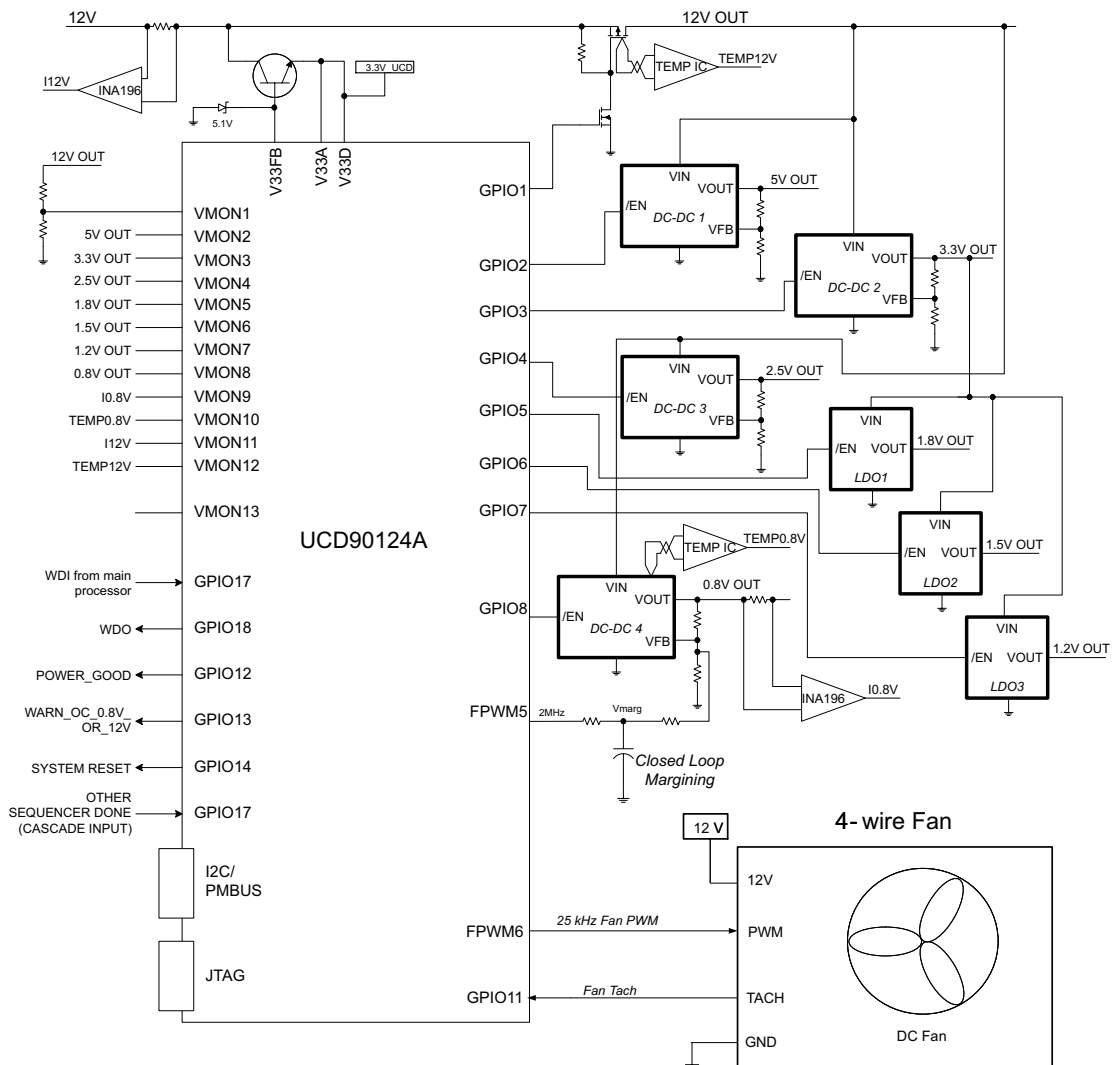 12V
12V OUT
I12V
INA196
3.3V_UCD
5.1V
TEMP IC
TEMP12V
12V OUT
V33FB
V33A
V33D
UCD90124A
VMON1
5V OUT
VMON2
3.3V OUT
VMON3
2.5V OUT
VMON4
1.8V OUT
VMON5
1.5V OUT
VMON6
1.2V OUT
VMON7
0.8V OUT
VMON8
I0.8V
VMON9
TEMP0.8V
VMON10
I12V
VMON11
TEMP12V
VMON12
VMON13
WDI from main
processor
GPIO17
WDO
GPIO18
POWER_GOOD
GPIO12
WARN_OC_0.8V_
OR_12V
GPIO13
SYSTEM RESET
GPIO14
OTHER
SEQUENCER DONE
(CASCADE INPUT)
GPIO17
I2C/
PMBUS
JTAG
GPIO1
GPIO2
GPIO3
GPIO4
GPIO5
GPIO6
GPIO7
GPIO8
FPWM5
FPWM6
GPIO11
VIN
/EN
VOUT
DC-DC 1
VFB
5V OUT
VIN
/EN
VOUT
DC-DC 2
VFB
3.3V OUT
VIN
/EN
VOUT
DC-DC 3
VFB
2.5V OUT
VIN
/EN
VOUT
LDO1
1.8V OUT
VIN
/EN
VOUT
LDO2
1.5V OUT
VIN
/EN
VOUT
LDO3
1.2V OUT
TEMP IC
TEMP0.8V
VIN
/EN
VOUT
DC-DC 4
VFB
0.8V OUT
INA196
I0.8V
2MHz
Vmarg
Closed Loop
Margining
4- wire Fan
12 V
12V
25 kHz Fan PWM
PWM
Fan Tach
TACH
GND
DC Fan